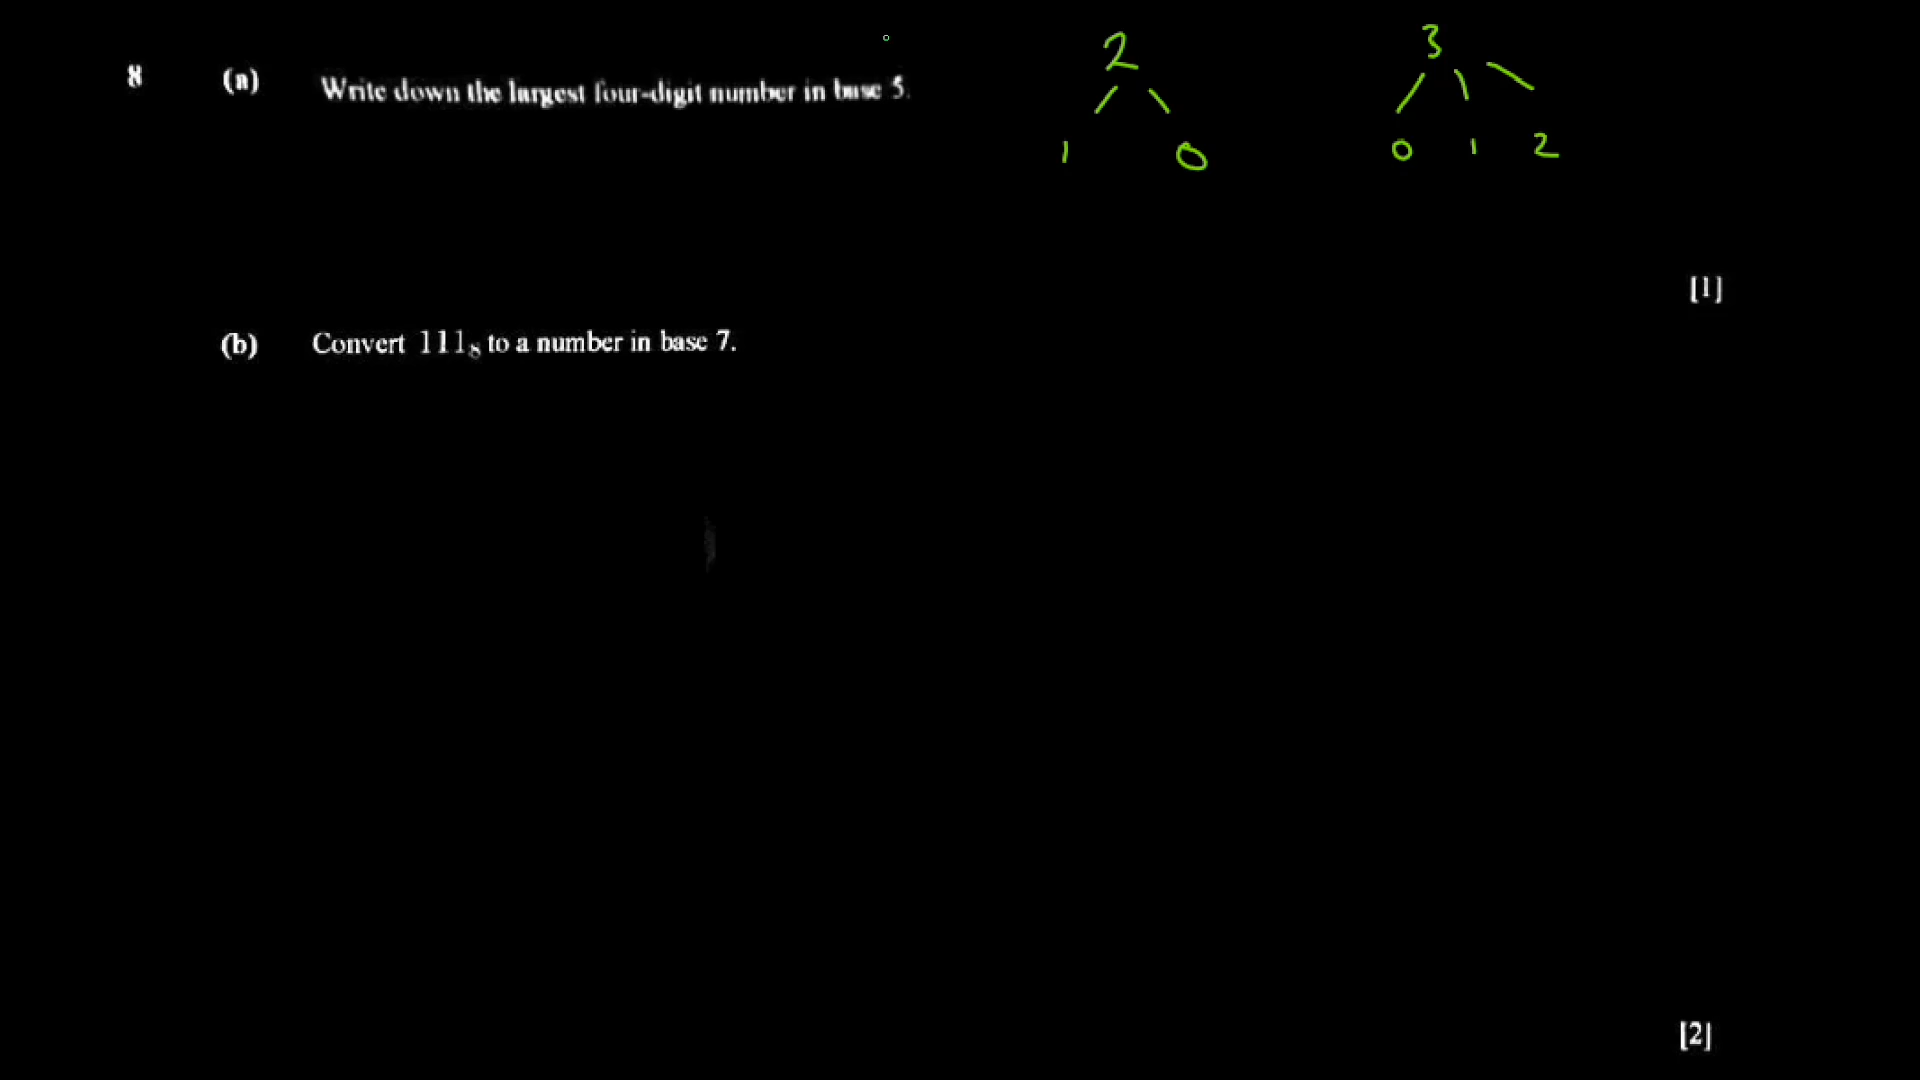 8 (a) Write down the largest four-digit number in base 5.
2 3
1 0 0 1 2
[1]
(b) Convert 111₈ to a number in base 7.
[2]